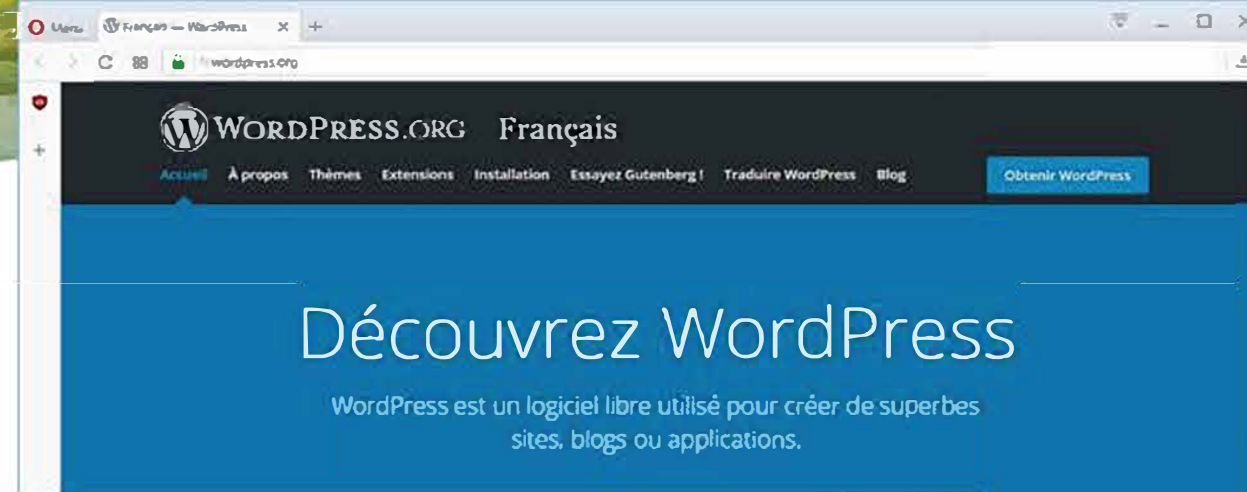 Français — WordPress
wordpress.org
WORDPRESS.ORG Français
Accueil À propos Thèmes Extensions Installation Essayez Gutenberg ! Traduire WordPress Blog Obtenir WordPress
Découvrez WordPress
WordPress est un logiciel libre utilisé pour créer de superbes
sites, blogs ou applications.